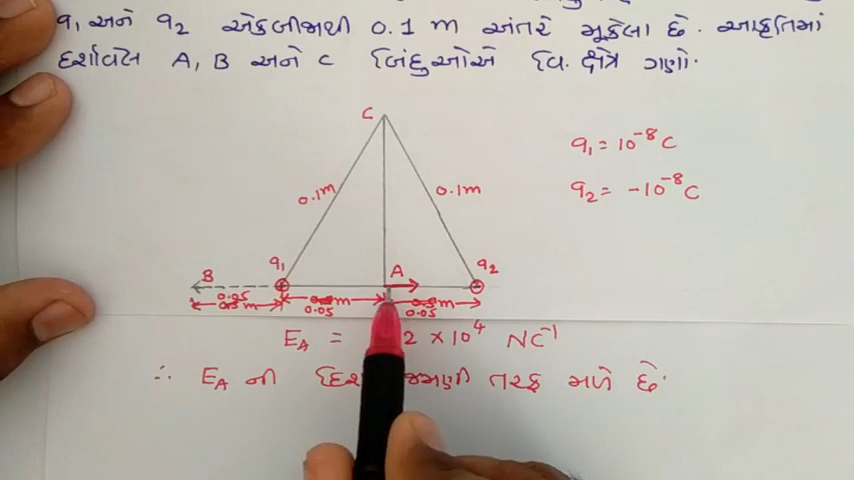 q₁ અને q₂ એકબીજાથી 0.1 m અંતરે મૂકેલા છે. આકૃતિમાં
દર્શાવેલ A, B અને C બિંદુઓએ વિ. ક્ષેત્ર ગણો.
C
q₁ = 10⁻⁸ C
0.1m
0.1m
q₂ = -10⁻⁸ C
B
q₁
A
q₂
0.05
m
m
m
0.05
0.05
E_A = 2 × 10⁴ NC⁻¹
∴ E_A ની તરફ મળે છે.